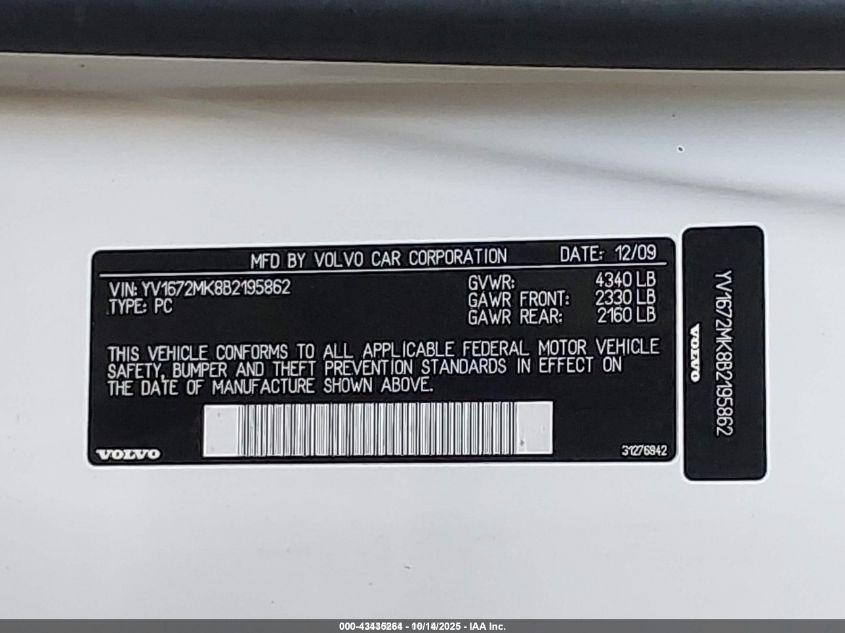 MFD BY VOLVO CAR CORPORATION DATE: 12/09
VIN: YV1672MK8B2195862
TYPE: PC
GVWR: 4340 LB
GAWR FRONT: 2330 LB
GAWR REAR: 2160 LB
THIS VEHICLE CONFORMS TO ALL APPLICABLE FEDERAL MOTOR VEHICLE
SAFETY, BUMPER AND THEFT PREVENTION STANDARDS IN EFFECT ON
THE DATE OF MANUFACTURE SHOWN ABOVE.
VOLVO
31276942
YV1672MK8B2195862
VOLVO
000-43435264 - 10/14/2025 - IAA Inc.